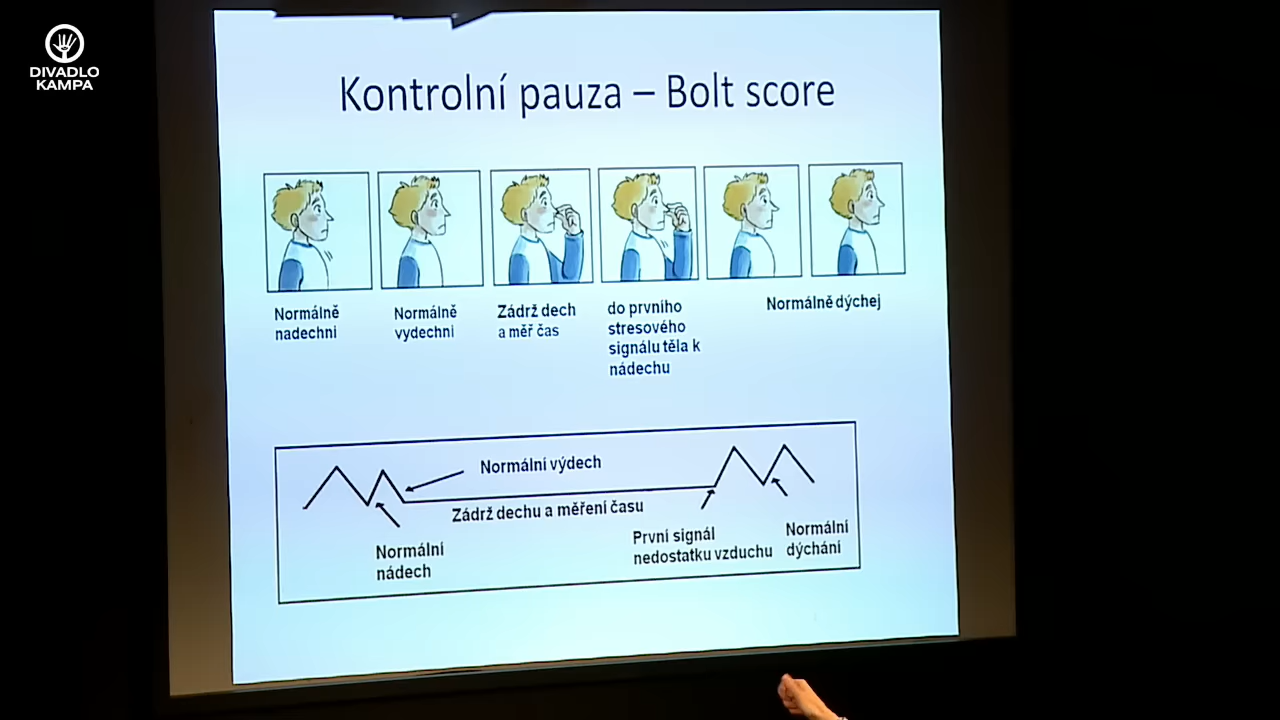 DIVADLO
KAMPA
Kontrolní pauza – Bolt score
Normálně
nadechni
Normálně
vydechni
Zádrž dech
a měř čas
do prvního
stresového
signálu těla k
nádechu
Normálně dýchej
Normální výdech
Zádrž dechu a měření času
Normální
nádech
První signál
nedostatku vzduchu
Normální
dýchání